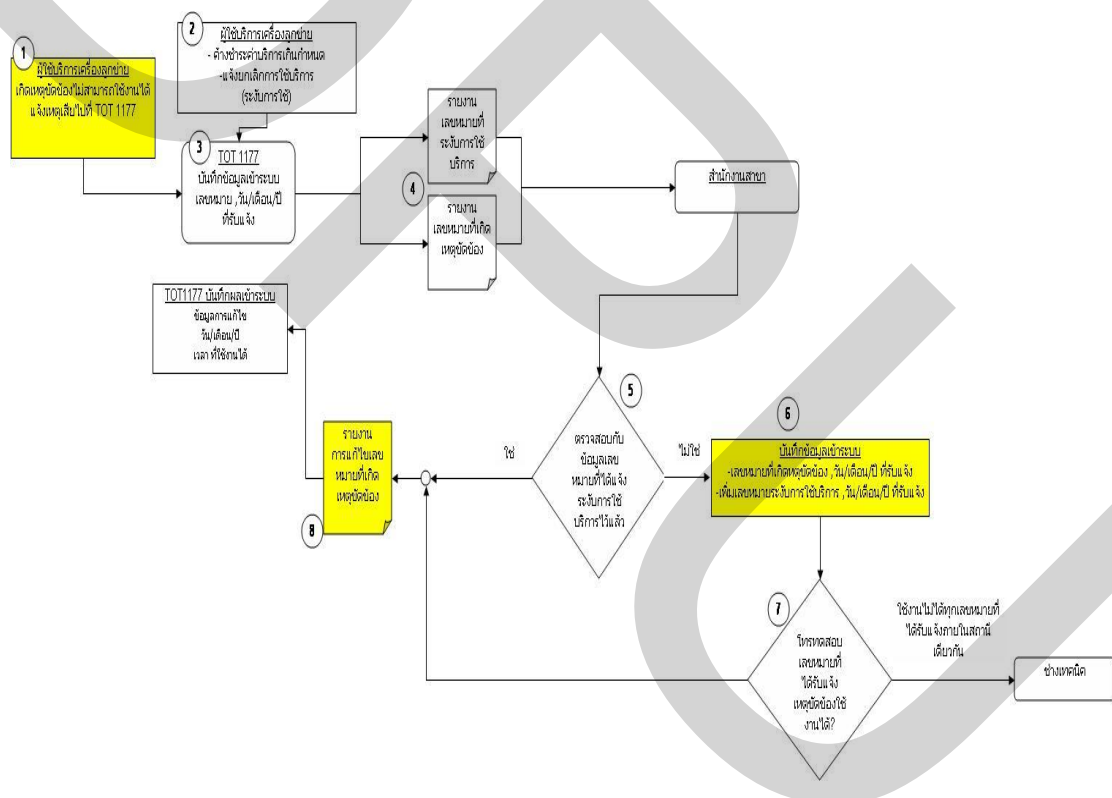 1
ผู้ใช้บริการเครื่องลูกข่าย
เกิดเหตุขัดข้องไม่สามารถใช้งานได้
แจ้งเหตุเสียไปที่ TOT 1177
2
ผู้ใช้บริการเครื่องลูกข่าย
- ค้างชำระค่าบริการเกินกำหนด
-แจ้งยกเลิกการใช้บริการ
(ระงับการใช้)
3
TOT 1177
บันทึกข้อมูลเข้าระบบ
เลขหมาย ,วัน/เดือน/ปี
ที่รับแจ้ง
4
รายงาน
เลขหมายที่
ระงับการใช้
บริการ
รายงาน
เลขหมายที่เกิด
เหตุขัดข้อง
สำนักงานสาขา
TOT1177 บันทึกผลเข้าระบบ
ข้อมูลการแก้ไข
วัน/เดือน/ปี
เวลา ที่ใช้งานได้
5
ตรวจสอบกับ
ข้อมูลเลข
หมายที่ได้แจ้ง
ระงับการใช้
บริการไว้แล้ว
ใช่
ไม่ใช่
6
บันทึกข้อมูลเข้าระบบ
-เลขหมายที่เกิดเหตุขัดข้อง ,วัน/เดือน/ปี ที่รับแจ้ง
-เพิ่มเลขหมายระงับการใช้บริการ ,วัน/เดือน/ปี ที่รับแจ้ง
รายงาน
การแก้ไขเลข
หมายที่เกิด
เหตุขัดข้อง
8
7
โทรทดสอบ
เลขหมายที่
ได้รับแจ้ง
เหตุขัดข้องใช้
งานได้?
ใช้งานไม่ได้ทุกเลขหมายที่
ได้รับแจ้งภายในสถานี
เดียวกัน
ช่างเทคนิค